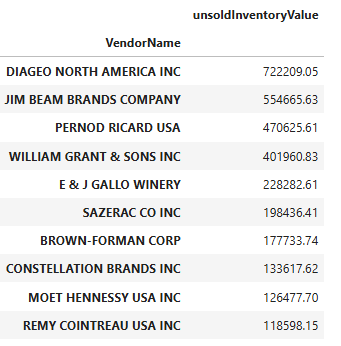 unsoldInventoryValue
VendorName
DIAGEO NORTH AMERICA INC 722209.05
JIM BEAM BRANDS COMPANY 554665.63
PERNOD RICARD USA 470625.61
WILLIAM GRANT & SONS INC 401960.83
E & J GALLO WINERY 228282.61
SAZERAC CO INC 198436.41
BROWN-FORMAN CORP 177733.74
CONSTELLATION BRANDS INC 133617.62
MOET HENNESSY USA INC 126477.70
REMY COINTREAU USA INC 118598.15